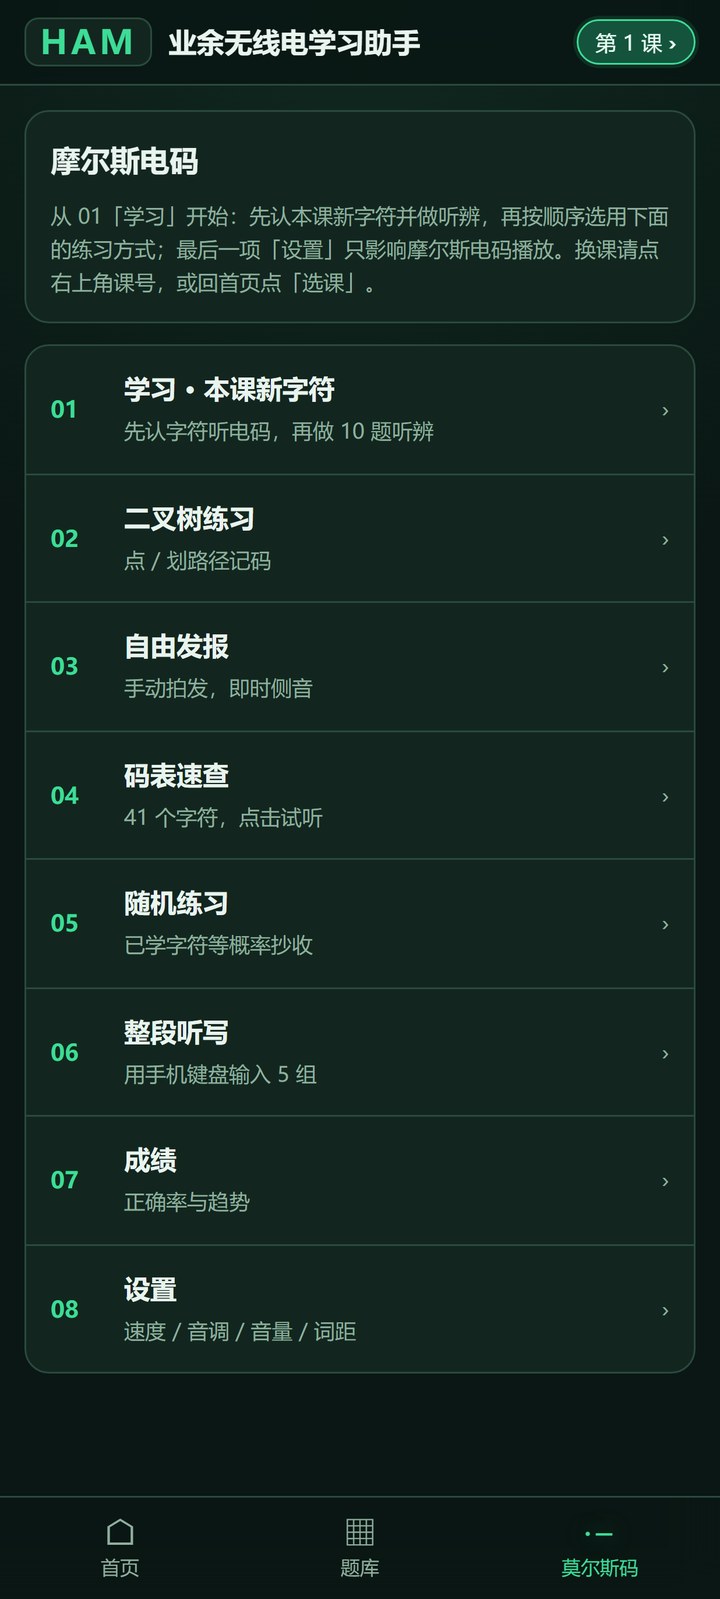 HAM 业余无线电学习助手 第 1 课 ›
摩尔斯电码
从 01「学习」开始：先认本课新字符并做听辨，再按顺序选用下面
的练习方式；最后一项「设置」只影响摩尔斯电码播放。换课请点
右上角课号，或回首页点「选课」。
01 学习 · 本课新字符 ›
先认字符听电码，再做 10 题听辨
02 二叉树练习 ›
点 / 划路径记码
03 自由发报 ›
手动拍发，即时侧音
04 码表速查 ›
41 个字符，点击试听
05 随机练习 ›
已学字符等概率抄收
06 整段听写 ›
用手机键盘输入 5 组
07 成绩 ›
正确率与趋势
08 设置 ›
速度 / 音调 / 音量 / 词距
首页 题库 莫尔斯码